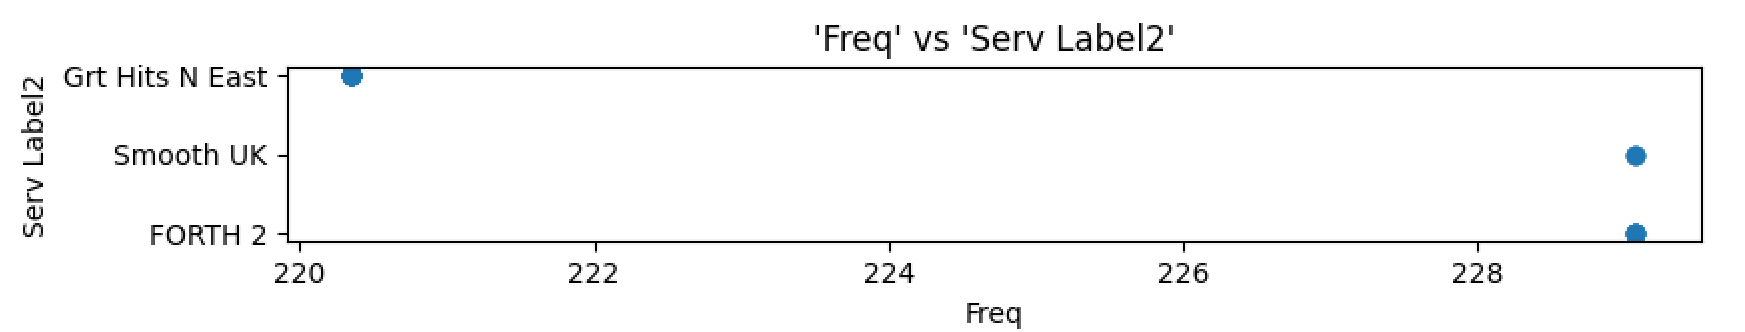 'Freq' vs 'Serv Label2'
Serv Label2
Grt Hits N East
Smooth UK
FORTH 2
220 222 224 226 228
Freq